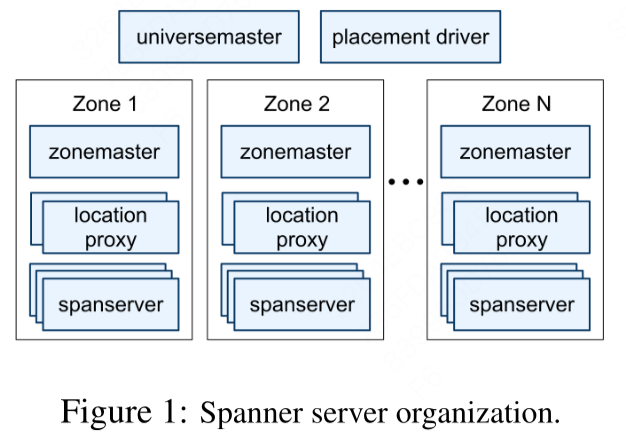 universemaster
placement driver
Zone 1
zonemaster
location
proxy
spanserver
Zone 2
zonemaster
location
proxy
spanserver
...
Zone N
zonemaster
location
proxy
spanserver
Figure 1: Spanner server organization.